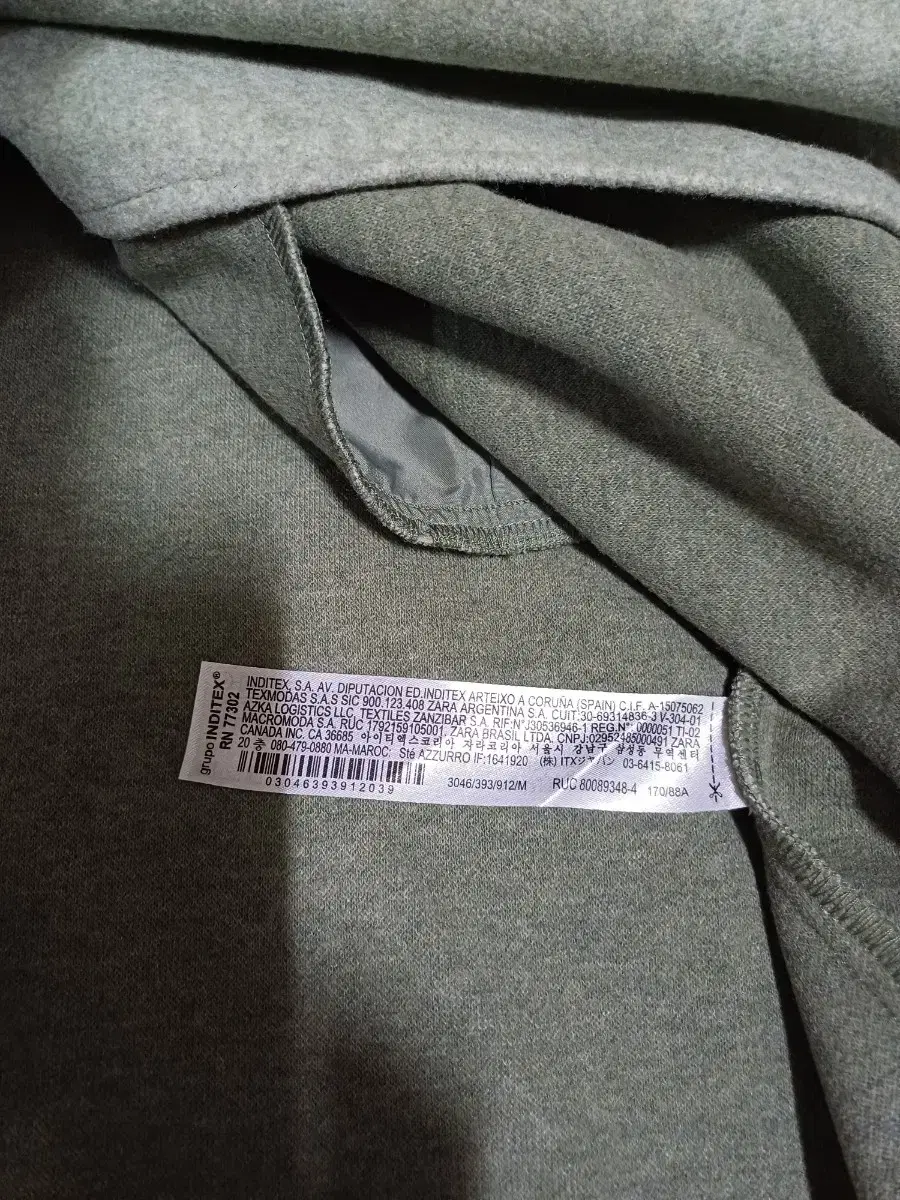 grupo INDITEX®
RN 77302
INDITEX, S.A. AV. DIPUTACION ED.INDITEX ARTEIXO A CORUÑA (SPAIN) C.I.F. A-15075062
TEXMODAS S.A.S SIC 900.123.408 ZARA ARGENTINA S.A. CUIT:30-69314836-3 V-304-01
AZKA LOGISTICS LLC, TEXTILES ZANZIBAR S.A. RIF:Nº J30536946-1 REG.N°: 0000051 TI-02
MACROMODA S.A. RUC 1792159105001. ZARA BRASIL LTDA. CNPJ02952485000491 ZARA
CANADA INC. CA 36685 아이티엑스코리아 자라코리아 서울시 강남구 삼성동 무역센터
20 층 080-479-0880 MA-MAROC: Sté AZZURRO IF:1641920 (株) ITXジャパン 03-6415-8061
03046393912039
3046/393/912/M
RUC 80089348-4
170/88A